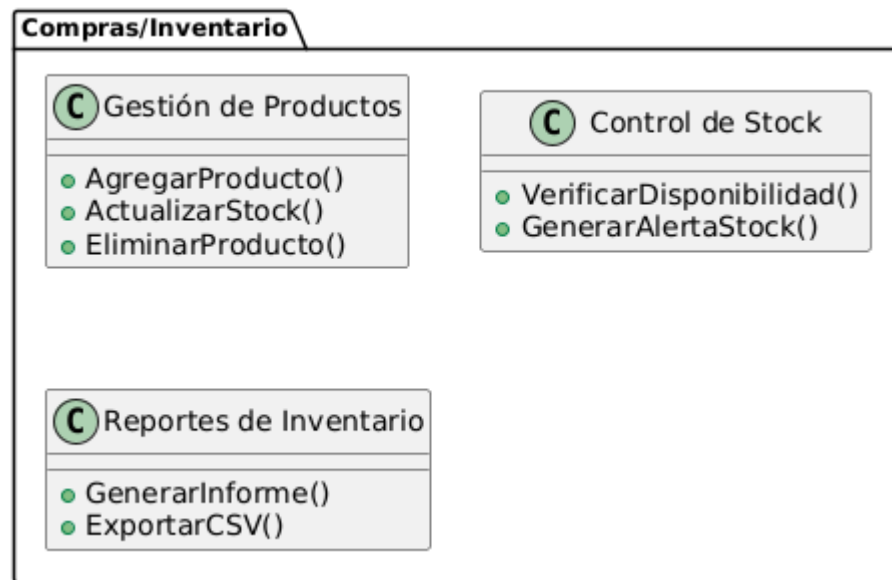 Compras/Inventario
C Gestión de Productos
AgregarProducto()
ActualizarStock()
EliminarProducto()
C Control de Stock
VerificarDisponibilidad()
GenerarAlertaStock()
C Reportes de Inventario
GenerarInforme()
ExportarCSV()